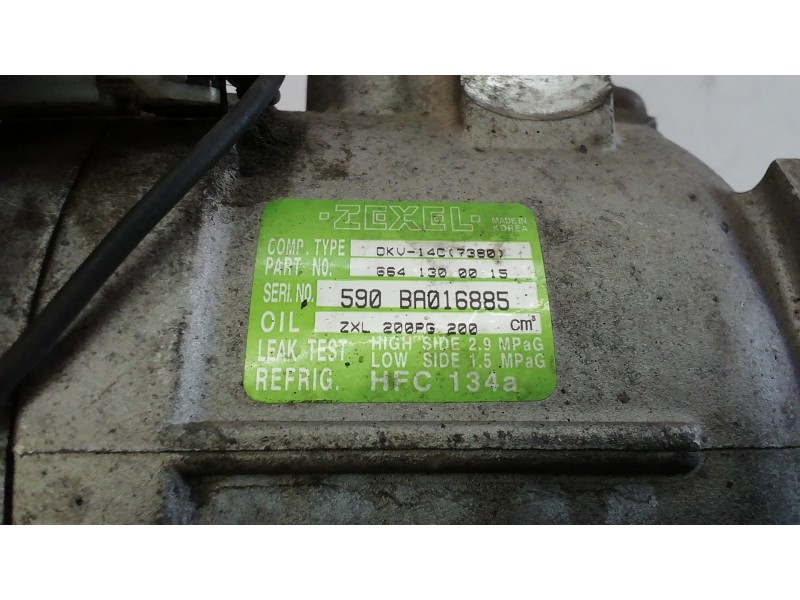 ·ZEXEL· MADE IN KOREA
COMP. TYPE DKV-14C(7380)
PART NO. 664 130 00 15
SERI. NO. 590 BA016885
OIL ZXL 200PG 200 cm³
LEAK TEST HIGH SIDE 2.9 MPaG
LOW SIDE 1.5 MPaG
REFRIG. HFC 134a